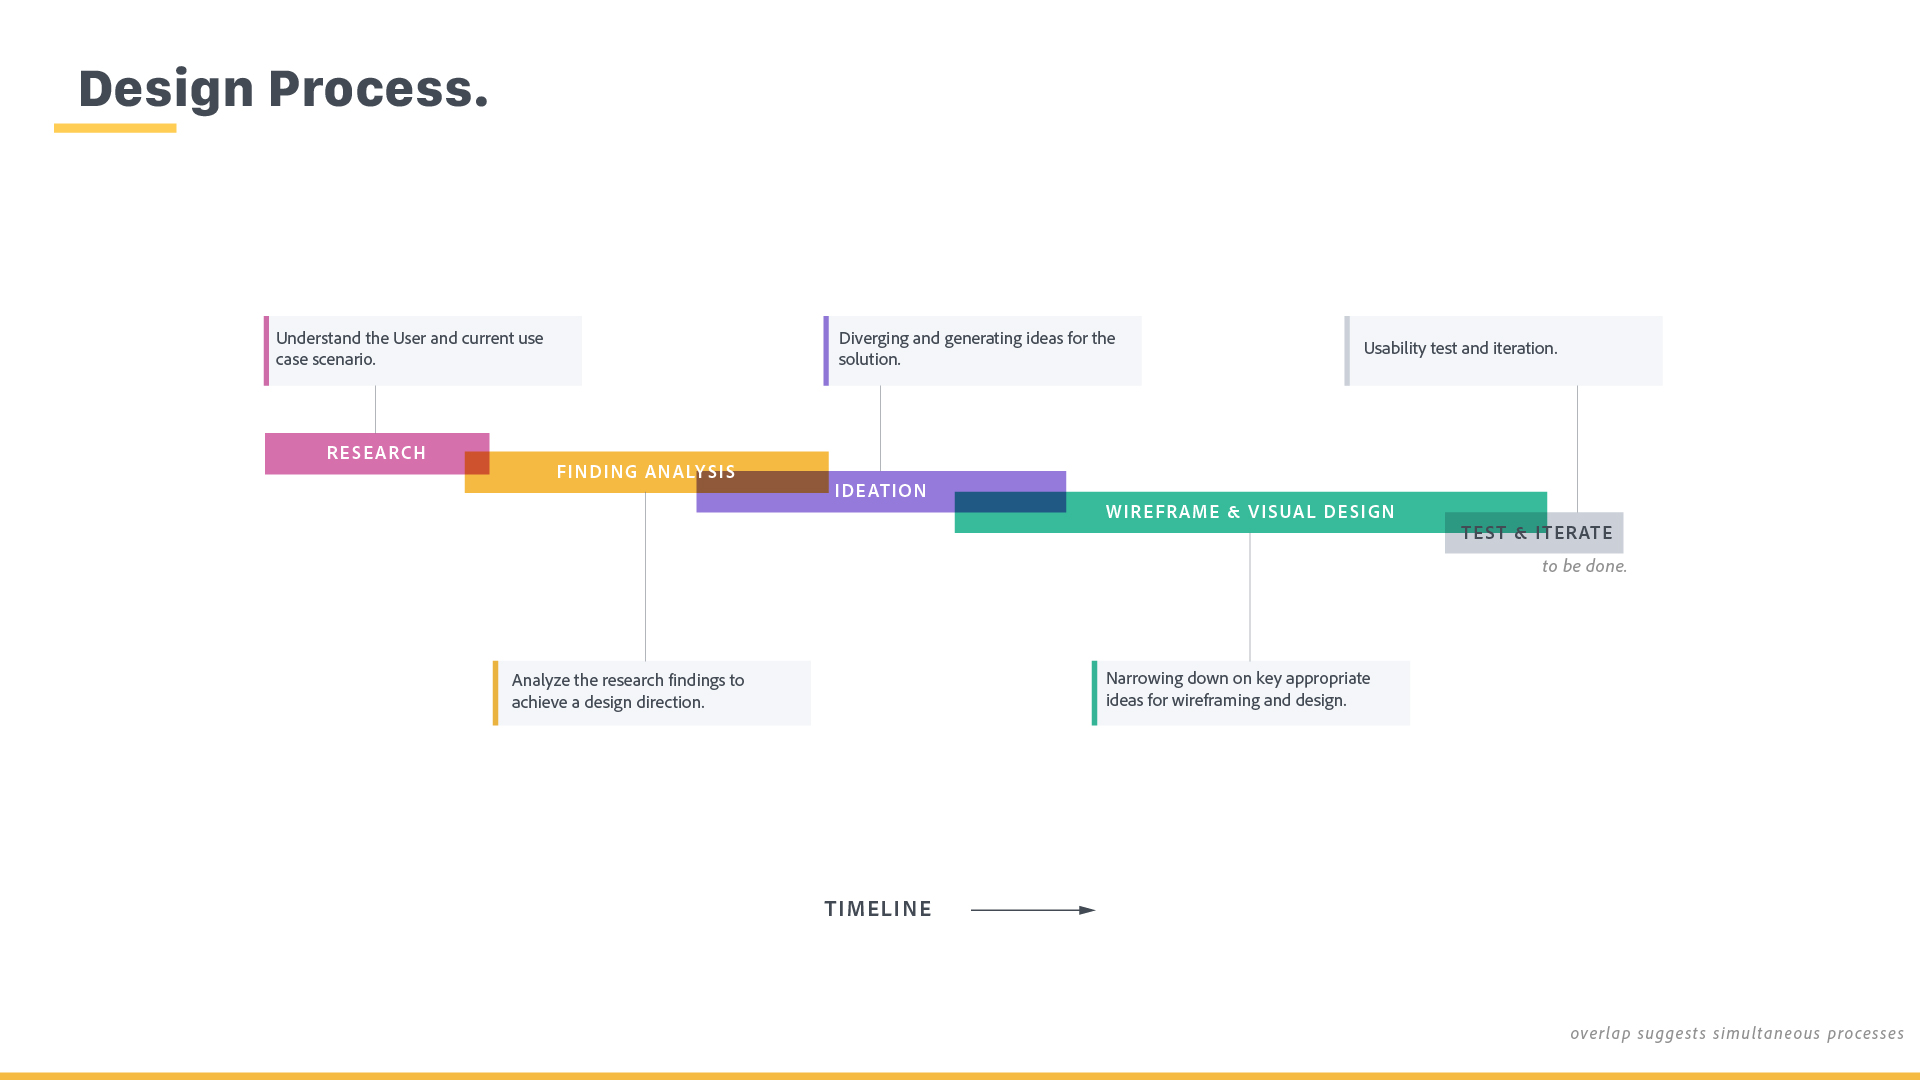 Design Process.
Understand the User and current use
case scenario.
Diverging and generating ideas for the
solution.
Usability test and iteration.
RESEARCH
FINDING ANALYSIS
IDEATION
WIREFRAME & VISUAL DESIGN
TEST & ITERATE
to be done.
Analyze the research findings to
achieve a design direction.
Narrowing down on key appropriate
ideas for wireframing and design.
TIMELINE
overlap suggests simultaneous processes